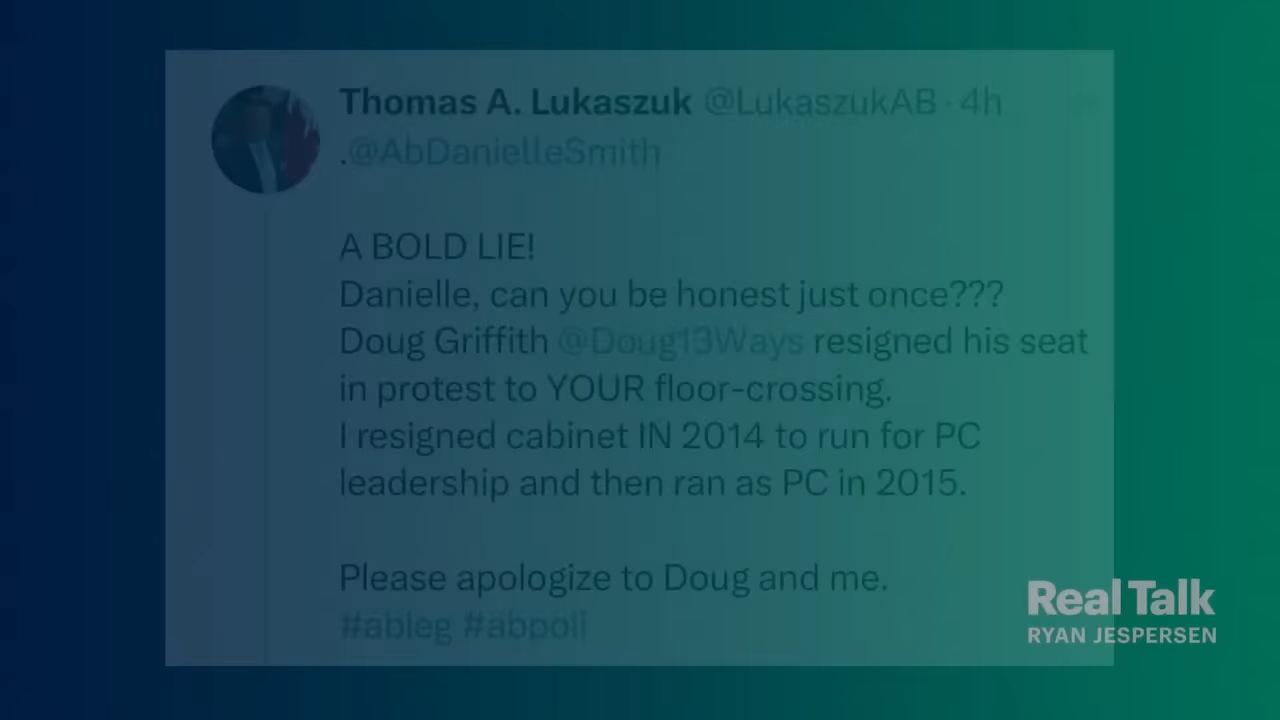 Thomas A. Lukaszuk @LukaszukAB · 4h
.@AbDanielleSmith
A BOLD LIE!
Danielle, can you be honest just once???
Doug Griffith @Doug13Ways resigned his seat
in protest to YOUR floor-crossing.
I resigned cabinet IN 2014 to run for PC
leadership and then ran as PC in 2015.
Please apologize to Doug and me.
#ableg #abpoli
Real Talk
RYAN JESPERSEN